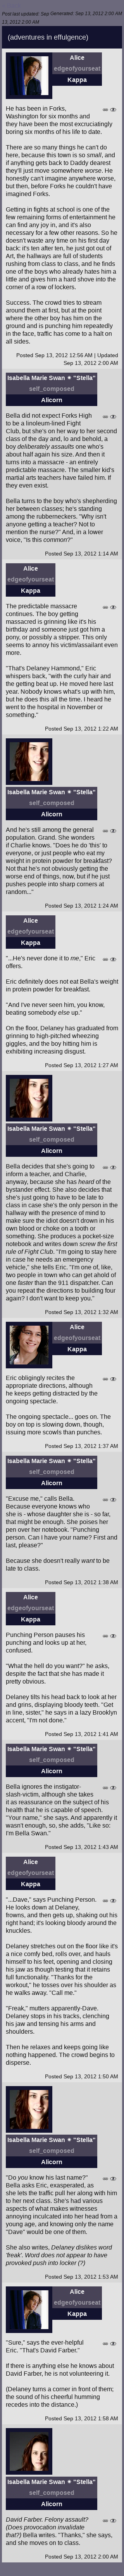 Post last updated: Sep 13, 2012 2:00 AM
Generated: Sep 13, 2012 2:00 AM
(adventures in effulgence)
Alice
edgeofyourseat
Kappa
He has been in Forks,
Washington for six months and
they have been the most excruciatingly
boring six months of his life to date.
There are so many things he can't do
here, because this town is so small, and
everything gets back to Daddy dearest
if they'll just move somewhere worse. He
honestly can't imagine anywhere worse,
but then, before Forks he wouldn't have
imagined Forks.
Getting in fights at school is one of the
few things he has discovered where he
can find any joy in, and it's also
necessary for him to do anyway, or else
everyone would be stepping all over him.
Doesn't mean anyone tries to hit him
every day. So he hits them first and they
don't expect it and then they step back
afraid; it's ten after ten, he just got out of
Art, the hallways are full of students
rushing from classes to class, and he finds
one of the boys who already hates him a
little and gives him a hard shove into the
corner of a row of lockers.
Success. The crowd tries to stream
around them at first, but at the point
where the other boy has him on the
ground and is punching him repeatedly
in the face, traffic has come to a halt on
all sides.
Posted Sep 13, 2012 12:56 AM | Updated
Sep 13, 2012 2:00 AM
Isabella Marie Swan ✴ "Stella"
self_composed
Alicorn
Bella did not expect Forks High
to be a linoleum-lined Fight
Club, but she's on her way to her second
class of the day and, lo and behold, a
boy deliberately assaults one who's
about half again his size. And then it
turns into a massacre - an entirely
predictable massacre. The smaller kid's
martial arts teachers have failed him. If
they even exist.
Bella turns to the boy who's shepherding
her between classes; he's standing
among the rubberneckers. "Why isn't
anyone getting a teacher? Not to
mention the nurse?" And in a lower
voice, "Is this common?"
Posted Sep 13, 2012 1:14 AM
Alice
edgeofyourseat
Kappa
The predictable massacre
continues. The boy getting
massacred is grinning like it's his
birthday and someone just got him a
pony, or possibly a stripper. This only
seems to annoy his victim/assailant even
more.
"That's Delaney Hammond," Eric
whispers back, "with the curly hair and
the getting beat up. He moved here last
year. Nobody knows what's up with him,
but he does this all the time. I heard he
went to the hospital in November or
something."
Posted Sep 13, 2012 1:22 AM
Isabella Marie Swan ✴ "Stella"
self_composed
Alicorn
And he's still among the general
population. Grand. She wonders
if Charlie knows. "Does he do this' to
everyone, or just people who eat my
weight in protein powder for breakfast?
Not that he's not obviously getting the
worse end of things, now, but if he just
pushes people into sharp corners at
random..."
Posted Sep 13, 2012 1:24 AM
Alice
edgeofyourseat
Kappa
"...He's never done it to me," Eric
offers.
Eric definitely does not eat Bella's weight
in protein powder for breakfast.
"And I've never seen him, you know,
beating somebody else up."
On the floor, Delaney has graduated from
grinning to high-pitched wheezing
giggles, and the boy hitting him is
exhibiting increasing disgust.
Posted Sep 13, 2012 1:27 AM
Isabella Marie Swan ✴ "Stella"
self_composed
Alicorn
Bella decides that she's going to
inform a teacher, and Charlie,
anyway, because she has heard of the
bystander effect. She also decides that
she's just going to have to be late to
class in case she's the only person in the
hallway with the presence of mind to
make sure the idiot doesn't drown in his
own blood or choke on a tooth or
something. She produces a pocket-size
notebook and writes down screw the first
rule of Fight Club. "I'm going to stay here
in case he needs an emergency
witness," she tells Eric. "The more of, like,
two people in town who can get ahold of
Charlie faster than the 911 dispatcher. Can
you repeat the directions to building four
again? I don't want to keep you."
Posted Sep 13, 2012 1:32 AM
Alice
edgeofyourseat
Kappa
Eric obligingly recites the
appropriate directions, although
he keeps getting distracted by the
ongoing spectacle.
The ongoing spectacle... goes on. The
boy on top is slowing down, though,
issuing more scowls than punches.
Posted Sep 13, 2012 1:37 AM
Isabella Marie Swan ✴ "Stella"
self_composed
Alicorn
"Excuse me," calls Bella.
Because everyone knows who
she is - whose daughter she is - so far,
that might be enough. She poises her
pen over her notebook. "Punching
person. Can I have your name? First and
last, please?"
Because she doesn't really want to be
late to class.
Posted Sep 13, 2012 1:38 AM
Alice
edgeofyourseat
Kappa
Punching Person pauses his
punching and looks up at her,
confused.
"What the hell do you want?" he asks,
despite the fact that she has made it
pretty obvious.
Delaney tilts his head back to look at her
and grins, displaying bloody teeth. "Get
in line, sister," he says in a lazy Brooklyn
accent, "I'm not done."
Posted Sep 13, 2012 1:41 AM
Isabella Marie Swan ✴ "Stella"
self_composed
Alicorn
Bella ignores the instigator-
slash-victim, although she takes
it as reassurance on the subject of his
health that he is capable of speech.
"Your name," she says. And apparently it
wasn't enough, so, she adds, "Like so:
I'm Bella Swan."
Posted Sep 13, 2012 1:43 AM
Alice
edgeofyourseat
Kappa
"...Dave," says Punching Person.
He looks down at Delaney,
frowns, and then gets up, shaking out his
right hand; it's looking bloody around the
knuckles.
Delaney stretches out on the floor like it's
a nice comfy bed, rolls over, and hauls
himself to his feet, opening and closing
his jaw as though testing that it retains
full functionality. "Thanks for the
workout," he tosses over his shoulder as
he walks away. "Call me."
"Freak," mutters apparently-Dave.
Delaney stops in his tracks, clenching
his jaw and tensing his arms and
shoulders.
Then he relaxes and keeps going like
nothing happened. The crowd begins to
disperse.
Posted Sep 13, 2012 1:50 AM
Isabella Marie Swan ✴ "Stella"
self_composed
Alicorn
"Do you know his last name?"
Bella asks Eric, exasperated, as
she lets the traffic pull her along with him
to her next class. She'd had various
aspects of what makes witnesses
annoying inculcated into her head from a
young age, and knowing only the name
"Dave" would be one of them.
She also writes, Delaney dislikes word
'freak'. Word does not appear to have
provoked push into locker (?)
Posted Sep 13, 2012 1:53 AM
Alice
edgeofyourseat
Kappa
"Sure," says the ever-helpful
Eric. "That's David Farber."
If there is anything else he knows about
David Farber, he is not volunteering it.
(Delaney turns a corner in front of them;
the sound of his cheerful humming
recedes into the distance.)
Posted Sep 13, 2012 1:58 AM
Isabella Marie Swan ✴ "Stella"
self_composed
Alicorn
David Farber. Felony assault?
(Does provocation invalidate
that?) Bella writes. "Thanks," she says,
and she moves on to class.
Posted Sep 13, 2012 2:00 AM